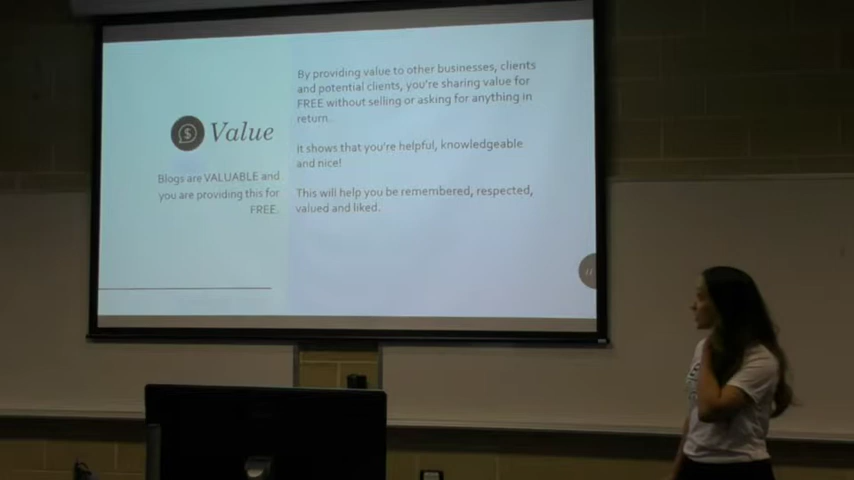 $ Value
Blogs are VALUABLE and
you are providing this for
FREE.
By providing value to other businesses, clients
and potential clients, you're sharing value for
FREE without selling or asking for anything in
return.
It shows that you're helpful, knowledgeable
and nice!
This will help you be remembered, respected,
valued and liked.
11